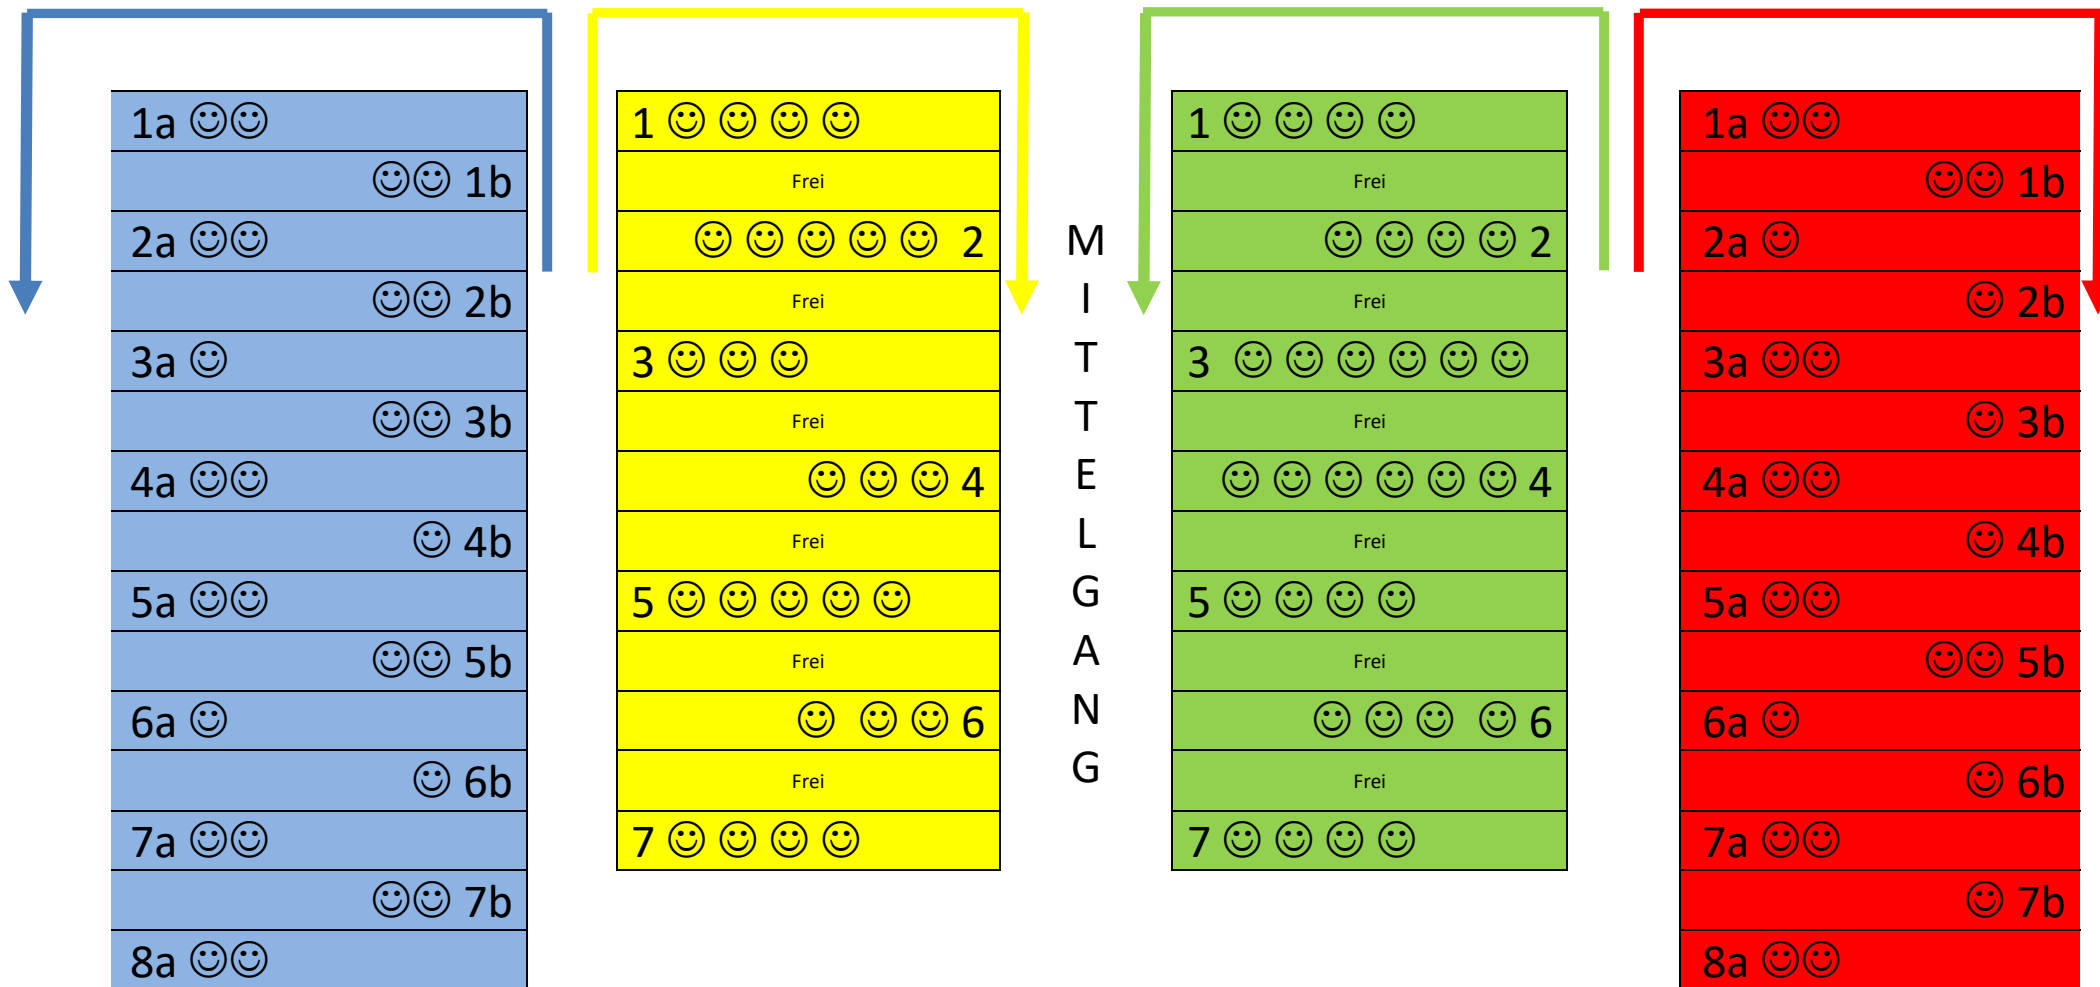 1a ☺☺
☺☺ 1b
2a ☺☺
☺☺ 2b
3a ☺
☺☺ 3b
4a ☺☺
☺ 4b
5a ☺☺
☺☺ 5b
6a ☺
☺ 6b
7a ☺☺
☺☺ 7b
8a ☺☺
1 ☺ ☺ ☺ ☺
Frei
☺ ☺ ☺ ☺ ☺ 2
Frei
3 ☺ ☺ ☺
Frei
☺ ☺ ☺ 4
Frei
5 ☺ ☺ ☺ ☺ ☺
Frei
☺ ☺ ☺ 6
Frei
7 ☺ ☺ ☺ ☺
MITTELGANG
1 ☺ ☺ ☺ ☺
Frei
☺ ☺ ☺ ☺ 2
Frei
3 ☺ ☺ ☺ ☺ ☺ ☺
Frei
☺ ☺ ☺ ☺ ☺ ☺ 4
Frei
5 ☺ ☺ ☺ ☺
Frei
☺ ☺ ☺ ☺ 6
Frei
7 ☺ ☺ ☺ ☺
1a ☺☺
☺☺ 1b
2a ☺
☺ 2b
3a ☺☺
☺ 3b
4a ☺☺
☺ 4b
5a ☺☺
☺☺ 5b
6a ☺
☺ 6b
7a ☺☺
☺ 7b
8a ☺☺